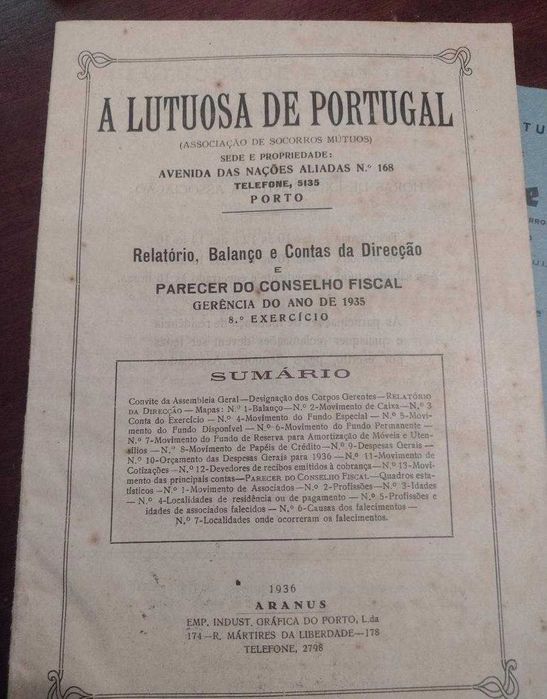 A LUTUOSA DE PORTUGAL
(ASSOCIAÇÃO DE SOCORROS MÚTUOS)
SEDE E PROPRIEDADE:
AVENIDA DAS NAÇÕES ALIADAS N.º 168
TELEFONE, 5135
PORTO
Relatório, Balanço e Contas da Direcção
E
PARECER DO CONSELHO FISCAL
GERÊNCIA DO ANO DE 1935
8.º EXERCÍCIO
SUMÁRIO
Convite da Assembleia Geral—Designação dos Corpos Gerentes—RELATÓRIO
DA DIRECÇÃO — Mapas: N.º 1-Balanço—N.º 2-Movimento de Caixa—N.º 3
Conta do Exercício — N.º 4-Movimento do Fundo Especial — N.º 5-Movi-
mento do Fundo Disponível — N.º 6-Movimento do Fundo Permanente —
N.º 7-Movimento do Fundo de Reserva para Amortização de Móveis e Uten-
sílios — N.º 8-Movimento de Papéis de Crédito —N.º 9-Despesas Gerais —
N.º 10-Orçamento das Despesas Gerais para 1936 —N.º 11-Movimento de
Cotizações —N.º 12-Devedores de recibos emitidos à cobrança—N.º 13-Movi-
mento das principais contas—PARECER DO CONSELHO FISCAL—Quadros esta-
tísticos —N.º 1-Movimento de Associados—N.º 2-Profissões—N.º 3-Idades
— N.º 4-Localidades de residência ou de pagamento — N.º 5-Profissões e
idades de associados falecidos — N.º 6-Causas dos falecimentos —
N.º 7-Localidades onde ocorreram os falecimentos.
1936
ARANUS
EMP. INDUST. GRÁFICA DO PORTO, L.da
174—R. MÁRTIRES DA LIBERDADE—178
TELEFONE, 2798